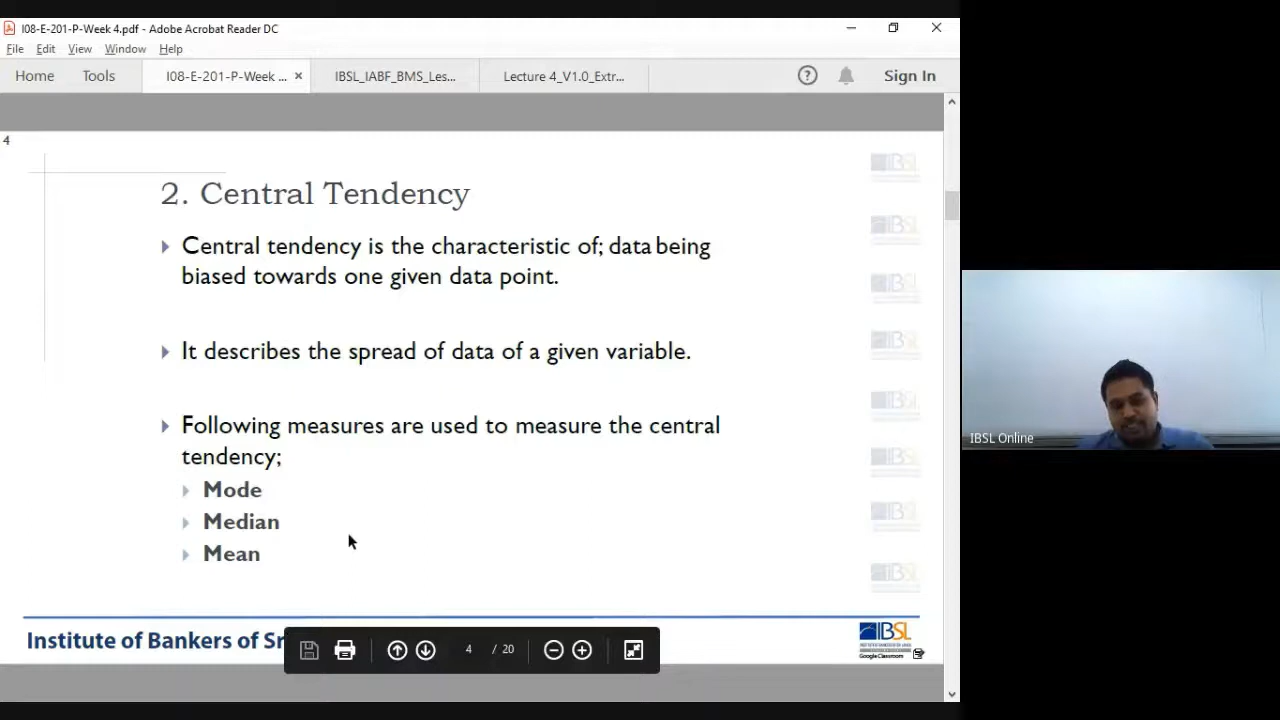 I08-E-201-P-Week 4.pdf - Adobe Acrobat Reader DC
File Edit View Window Help
Home Tools I08-E-201-P-Week ... × IBSL_IABF_BMS_Les... Lecture 4_V1.0_Extr... ? Sign In
4
2. Central Tendency
Central tendency is the characteristic of; data being
biased towards one given data point.
It describes the spread of data of a given variable.
Following measures are used to measure the central
tendency;
Mode
Median
Mean
Institute of Bankers of Sr
4 / 20
IBSL
Google Classroom
IBSL Online